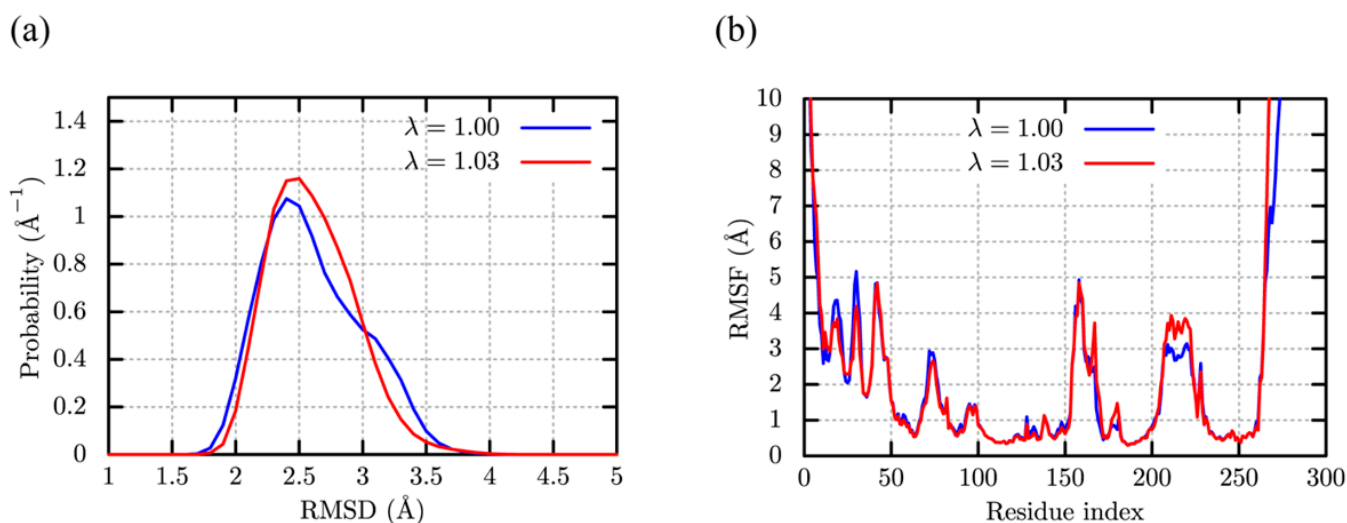 (a)
(b)
1.4
1.2
1
0.8
0.6
0.4
0.2
0
Probability (Å⁻¹)
λ = 1.00
λ = 1.03
1 1.5 2 2.5 3 3.5 4 4.5 5
RMSD (Å)
10
9
8
7
6
5
4
3
2
1
0
RMSF (Å)
λ = 1.00
λ = 1.03
0 50 100 150 200 250 300
Residue index